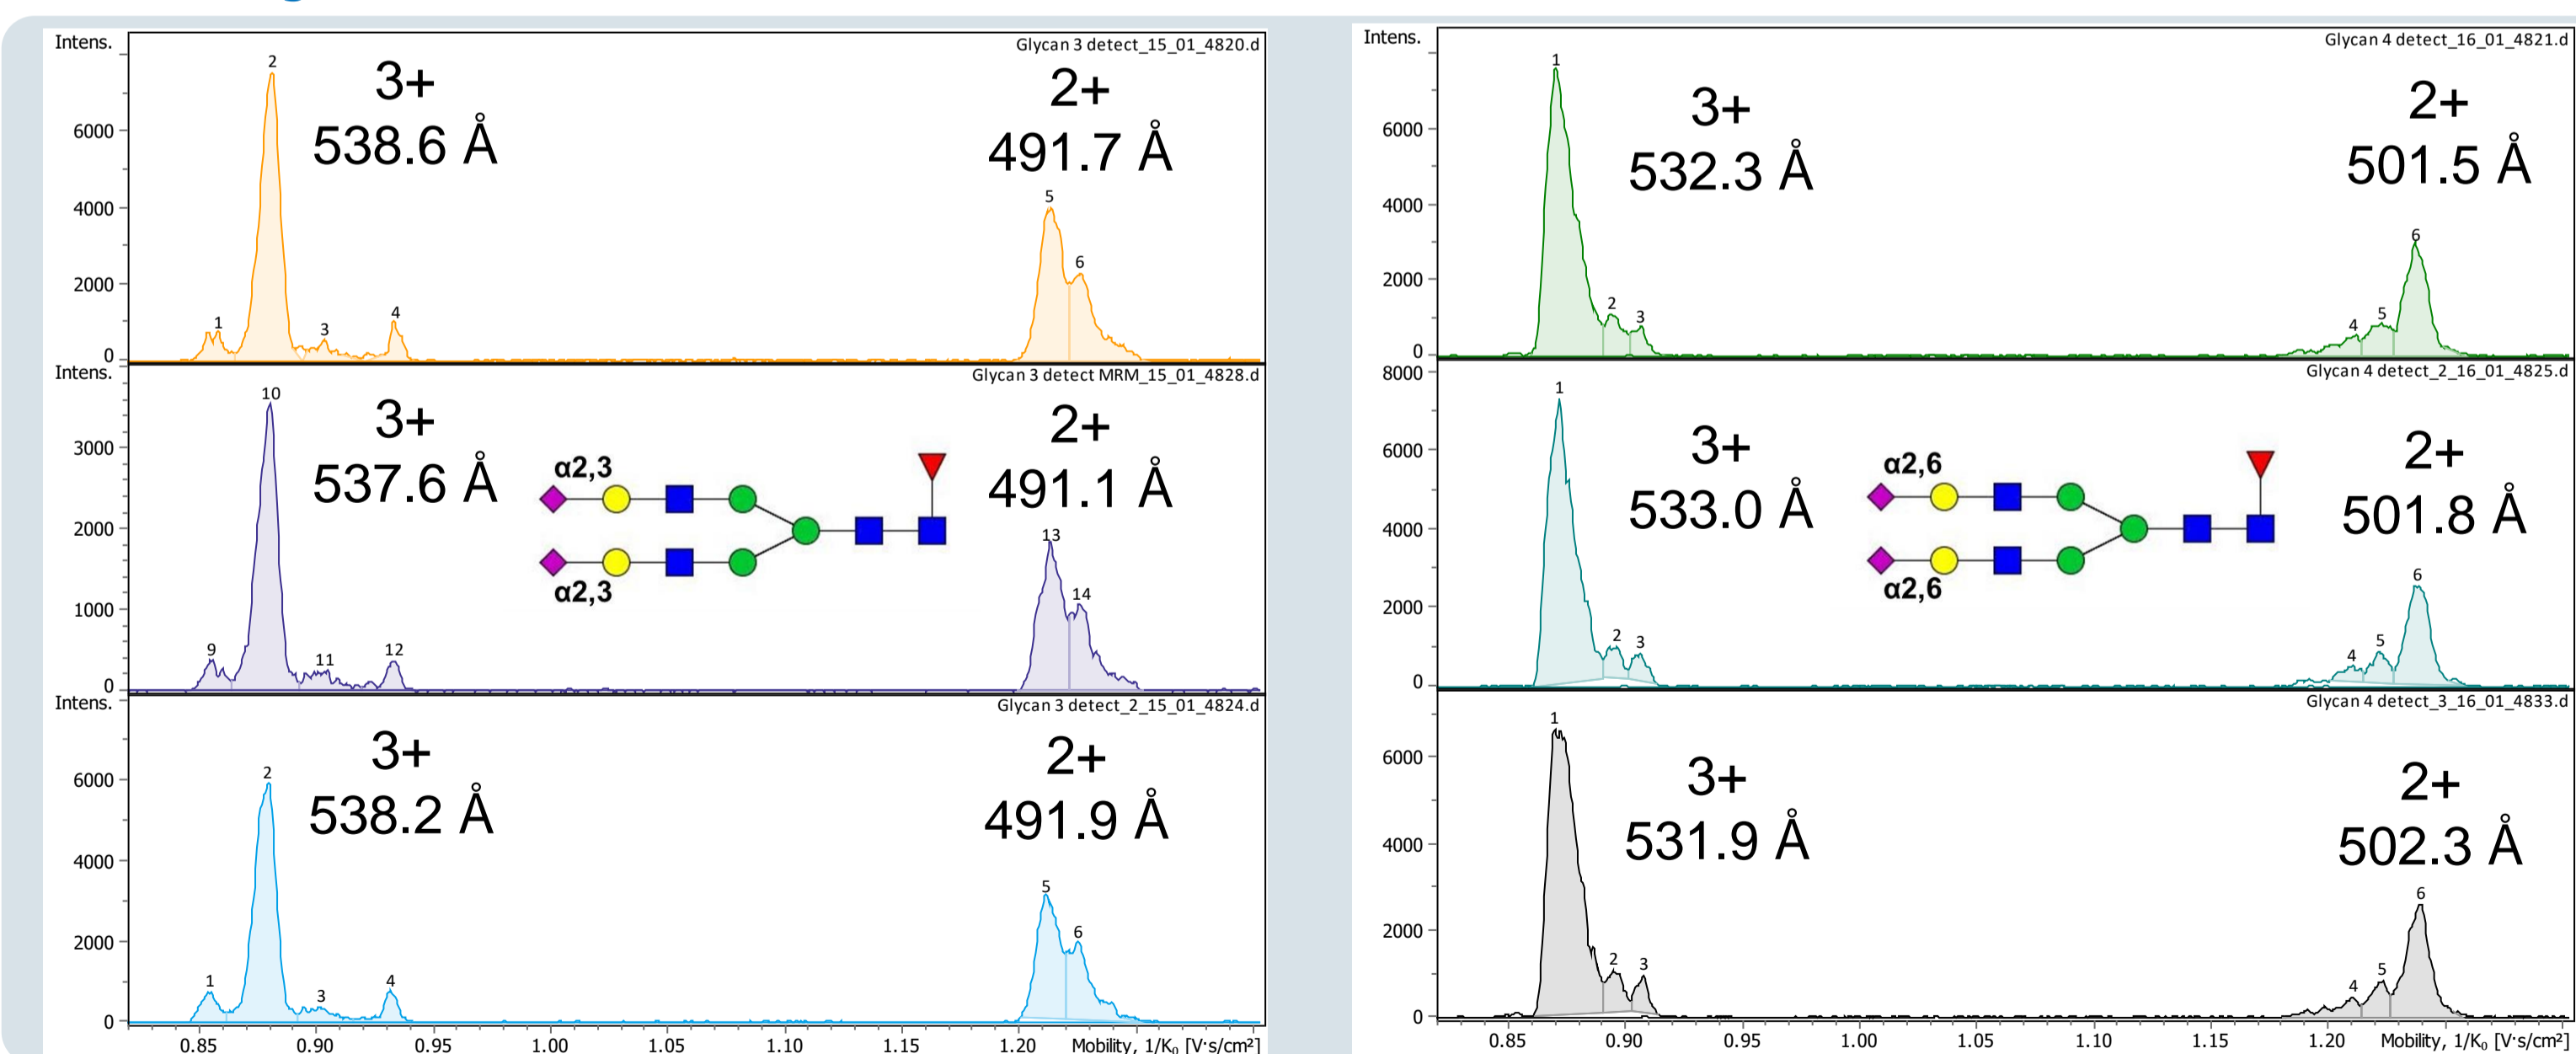 Intens.
Glycan 3 detect_15_01_4820.d
3+
538.6 Å
2+
491.7 Å
6000
4000
2000
0
1
2
3
4
5
6
Intens.
Glycan 3 detect MRM_15_01_4828.d
3+
537.6 Å
2+
491.1 Å
α2,3
α2,3
3000
2000
1000
0
9
10
11
12
13
14
Intens.
Glycan 3 detect_2_15_01_4824.d
3+
538.2 Å
2+
491.9 Å
6000
4000
2000
0
1
2
3
4
5
6
0.85 0.90 0.95 1.00 1.05 1.10 1.15 1.20 Mobility, 1/K₀ [V·s/cm²]
Intens.
Glycan 4 detect_16_01_4821.d
3+
532.3 Å
2+
501.5 Å
6000
4000
2000
0
1
2
3
4
5
6
Glycan 4 detect_2_16_01_4825.d
3+
533.0 Å
2+
501.8 Å
α2,6
α2,6
8000
6000
4000
2000
0
1
2
3
4
5
6
Glycan 4 detect_3_16_01_4833.d
3+
531.9 Å
2+
502.3 Å
6000
4000
2000
0
1
2
3
4
5
6
0.85 0.90 0.95 1.00 1.05 1.10 1.15 1.20 Mobility, 1/K₀ [V·s/cm²]